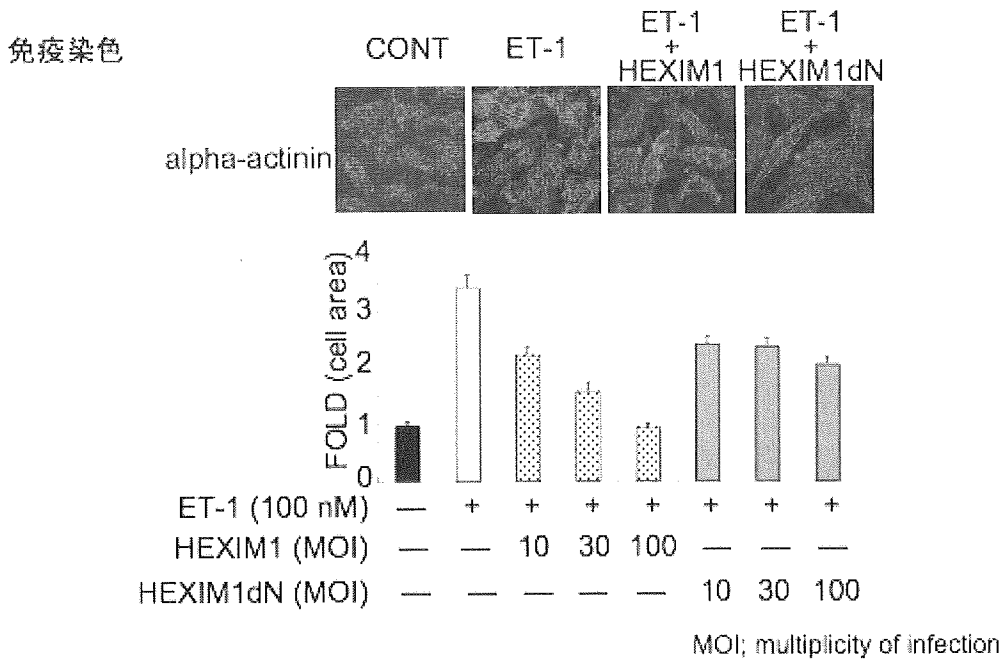 免疫染色
CONT
ET-1
ET-1
+
HEXIM1
ET-1
+
HEXIM1dN
alpha-actinin
FOLD (cell area)
4
3
2
1
0
ET-1 (100 nM) — + + + + + + +
HEXIM1 (MOI) — — 10 30 100 — — —
HEXIM1dN (MOI) — — — — — 10 30 100
MOI; multiplicity of infection